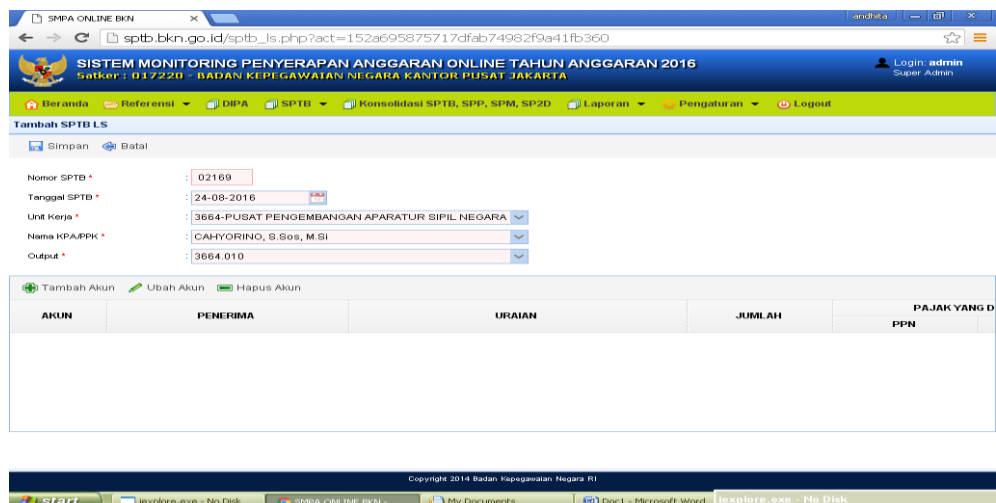 SMPA ONLINE BKN
andhita
sptb.bkn.go.id/sptb_ls.php?act=152a695875717dfab74982f9a41fb360
SISTEM MONITORING PENYERAPAN ANGGARAN ONLINE TAHUN ANGGARAN 2016
Satker : 017220 - BADAN KEPEGAWAIAN NEGARA KANTOR PUSAT JAKARTA
Login: admin
Super Admin
Beranda Referensi DIPA SPTB Konsolidasi SPTB, SPP, SPM, SP2D Laporan Pengaturan Logout
Tambah SPTB LS
Simpan Batal
Nomor SPTB * : 02169
Tanggal SPTB * : 24-08-2016
Unit Kerja * : 3664-PUSAT PENGEMBANGAN APARATUR SIPIL NEGARA
Nama KPA/PPK * : CAHYORINO, S.Sos, M.Si
Output * : 3664.010
Tambah Akun Ubah Akun Hapus Akun
AKUN PENERIMA URAIAN JUMLAH PAJAK YANG D
PPN
Copyright 2014 Badan Kepegawaian Negara RI
start iexplore.exe - No Disk SMPA ONLINE BKN - My Documents Doc1 - Microsoft Word iexplore.exe - No Disk